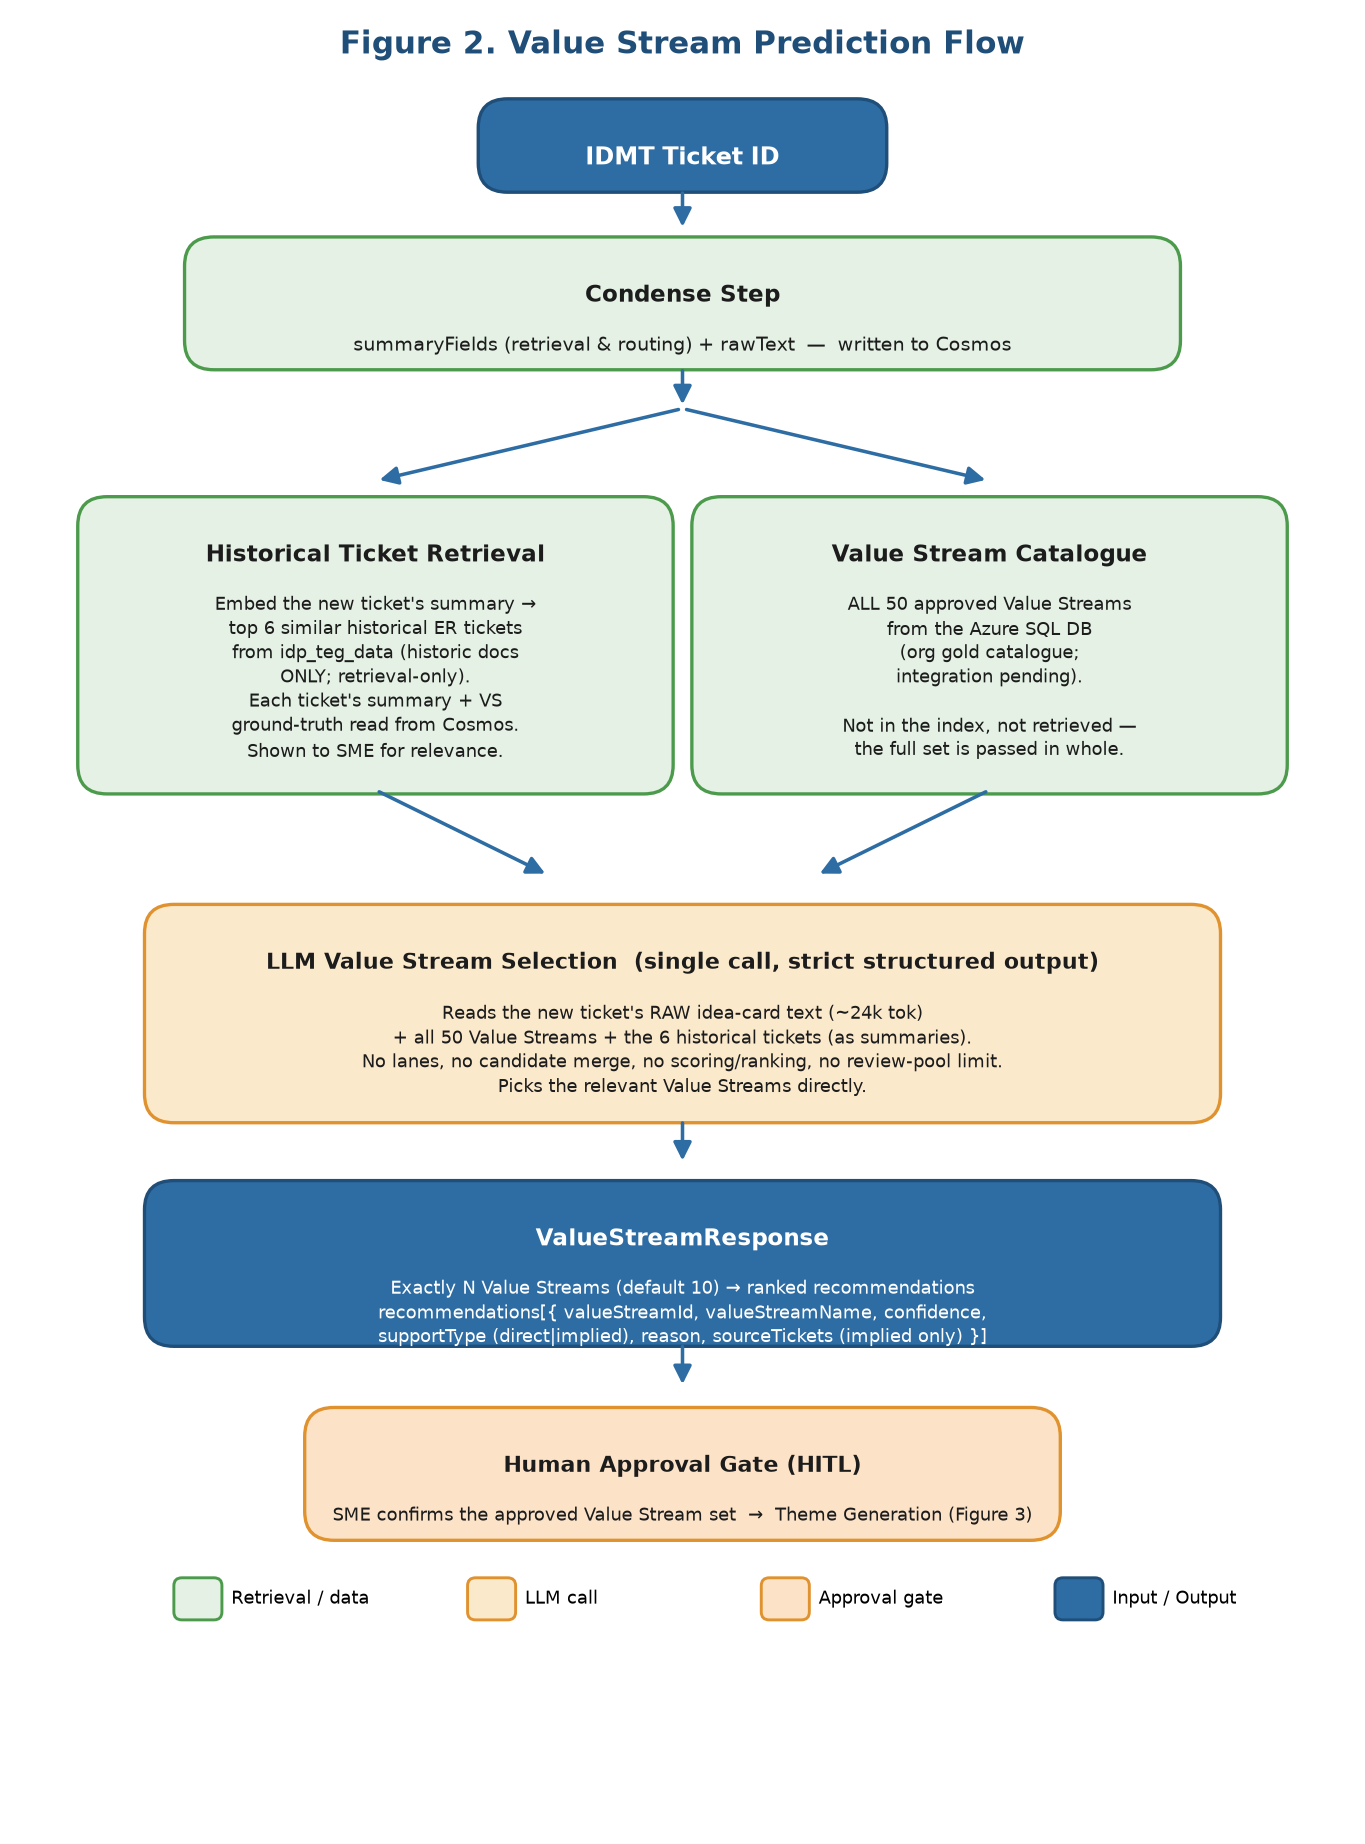 Figure 2. Value Stream Prediction Flow
IDMT Ticket ID
Condense Step
summaryFields (retrieval & routing) + rawText  —  written to Cosmos
Historical Ticket Retrieval
Embed the new ticket's summary →
top 6 similar historical ER tickets
from idp_teg_data (historic docs
ONLY; retrieval-only).
Each ticket's summary + VS
ground-truth read from Cosmos.
Shown to SME for relevance.
Value Stream Catalogue
ALL 50 approved Value Streams
from the Azure SQL DB
(org gold catalogue;
integration pending).
Not in the index, not retrieved —
the full set is passed in whole.
LLM Value Stream Selection  (single call, strict structured output)
Reads the new ticket's RAW idea-card text (~24k tok)
+ all 50 Value Streams + the 6 historical tickets (as summaries).
No lanes, no candidate merge, no scoring/ranking, no review-pool limit.
Picks the relevant Value Streams directly.
ValueStreamResponse
Exactly N Value Streams (default 10) → ranked recommendations
recommendations[{ valueStreamId, valueStreamName, confidence,
supportType (direct|implied), reason, sourceTickets (implied only) }]
Human Approval Gate (HITL)
SME confirms the approved Value Stream set  →  Theme Generation (Figure 3)
Retrieval / data
LLM call
Approval gate
Input / Output